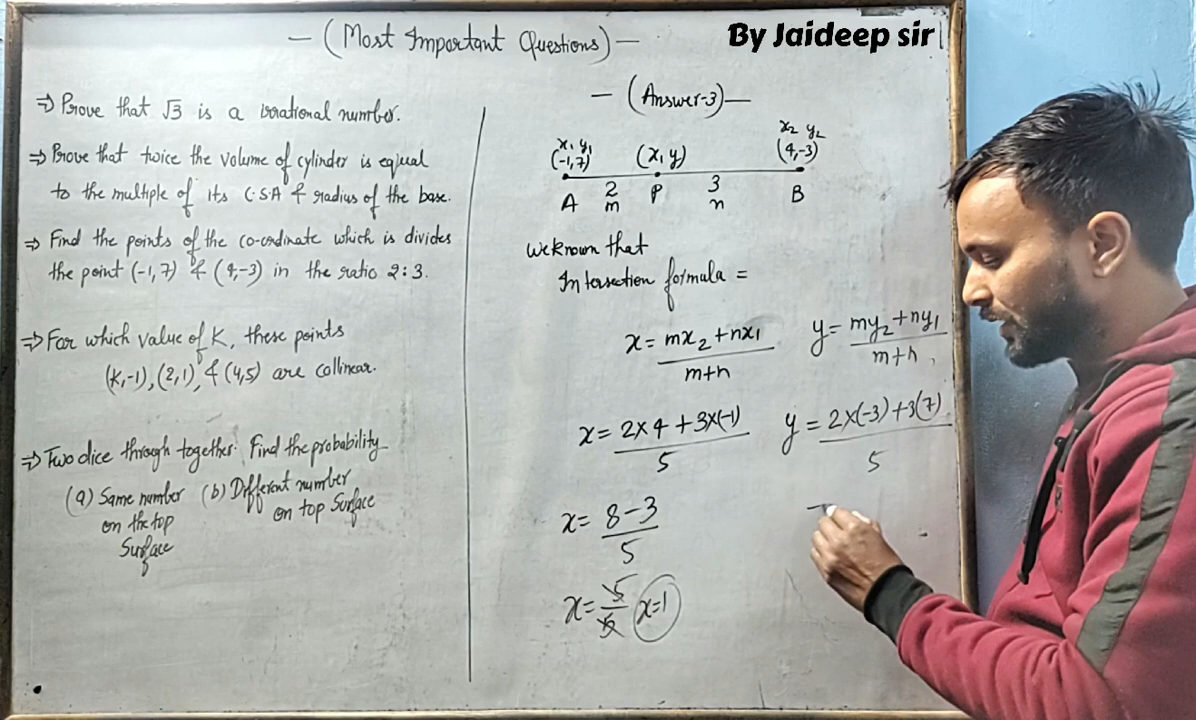 — (Most Important Questions) —
By Jaideep sir
⇒ Prove that √3 is a irrational number.
⇒ Prove that twice the volume of cylinder is equal
to the multiple of its C.S.A & radius of the base.
⇒ Find the points of the co-ordinate which is divides
the point (-1, 7) & (4, -3) in the ratio 2:3.
⇒ For which value of K, these points
(K, -1), (2, 1), & (4, 5) are collinear.
⇒ Two dice through together. Find the probability
(a) Same number (b) Different number
on the top on top Surface
Surface
— (Answer-3) —
x₁ y₁ x₂ y₂
(-1, 7) (x, y) (4, -3)
A 2 P 3 B
m n
We known that
Intersection formula =
x = mx₂ + nx₁ / m+n y = my₂ + ny₁ / m+n
x = 2×4 + 3×(-1) / 5 y = 2×(-3) + 3(7) / 5
x = 8 - 3 / 5
x = 5/5 x=1